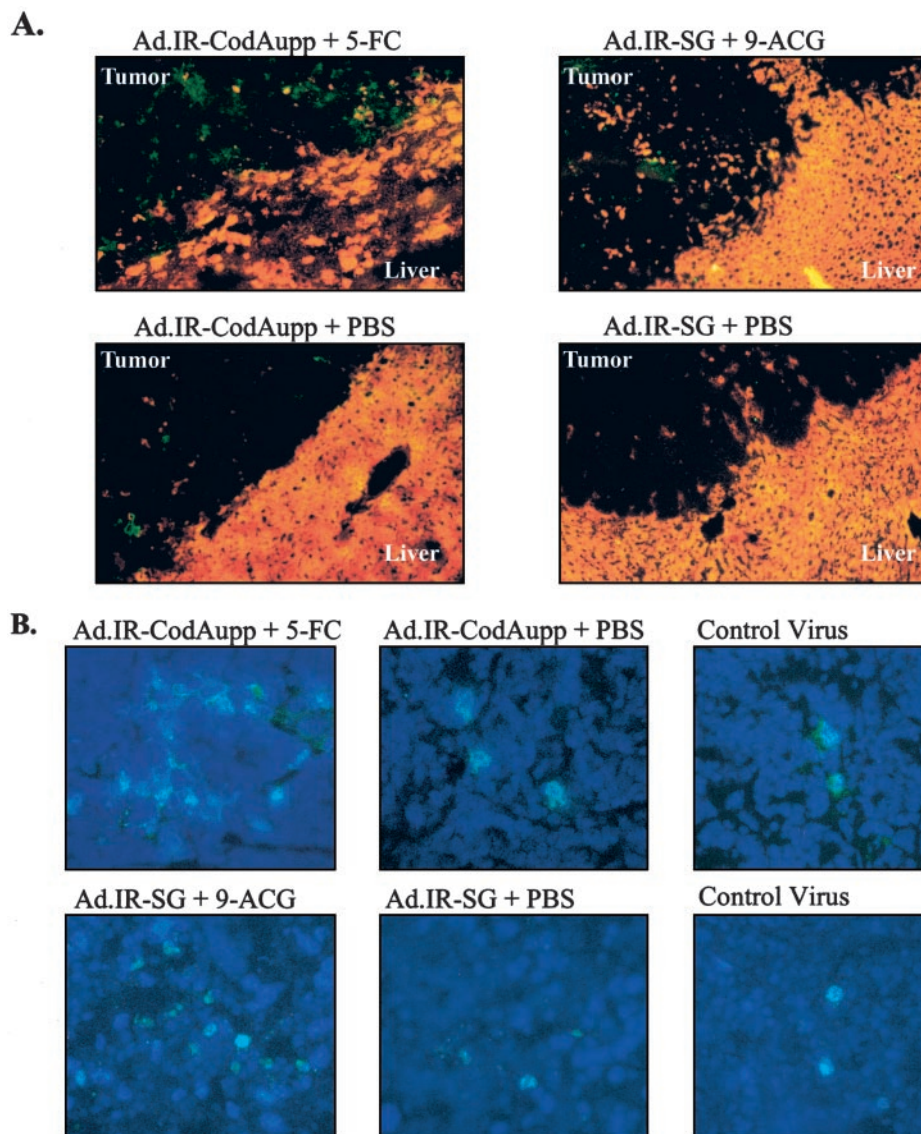 A.
Ad.IR-CodAupp + 5-FC
Ad.IR-SG + 9-ACG
Tumor
Tumor
Liver
Liver
Ad.IR-CodAupp + PBS
Ad.IR-SG + PBS
Tumor
Tumor
Liver
Liver
B.
Ad.IR-CodAupp + 5-FC
Ad.IR-CodAupp + PBS
Control Virus
Ad.IR-SG + 9-ACG
Ad.IR-SG + PBS
Control Virus